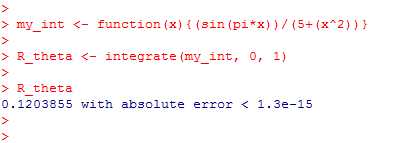 >
> my_int <- function(x){(sin(pi*x))/(5+(x^2))}
>
> R_theta <- integrate(my_int, 0, 1)
>
> R_theta
0.1203855 with absolute error < 1.3e-15
>
>